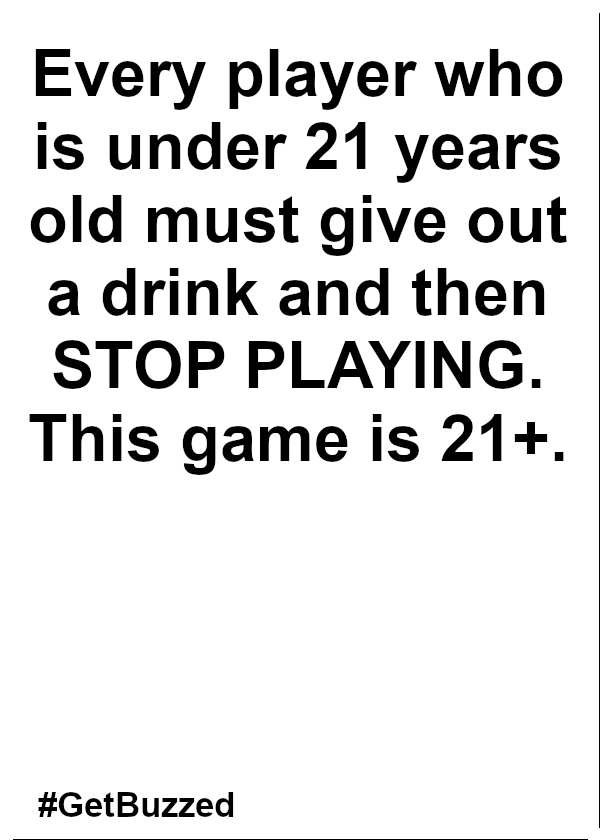 Every player who
is under 21 years
old must give out
a drink and then
STOP PLAYING.
This game is 21+.
#GetBuzzed